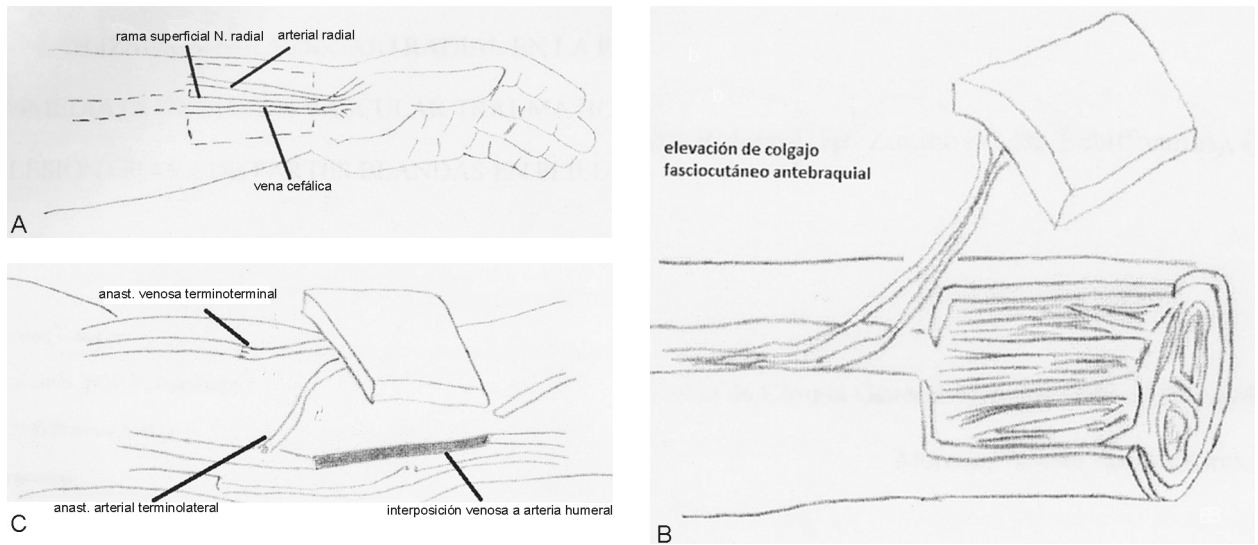 rama superficial N. radial
arterial radial
vena cefálica
A
elevación de colgajo
fasciocutáneo antebraquial
B
anast. venosa terminoterminal
anast. arterial terminolateral
interposición venosa a arteria humeral
C